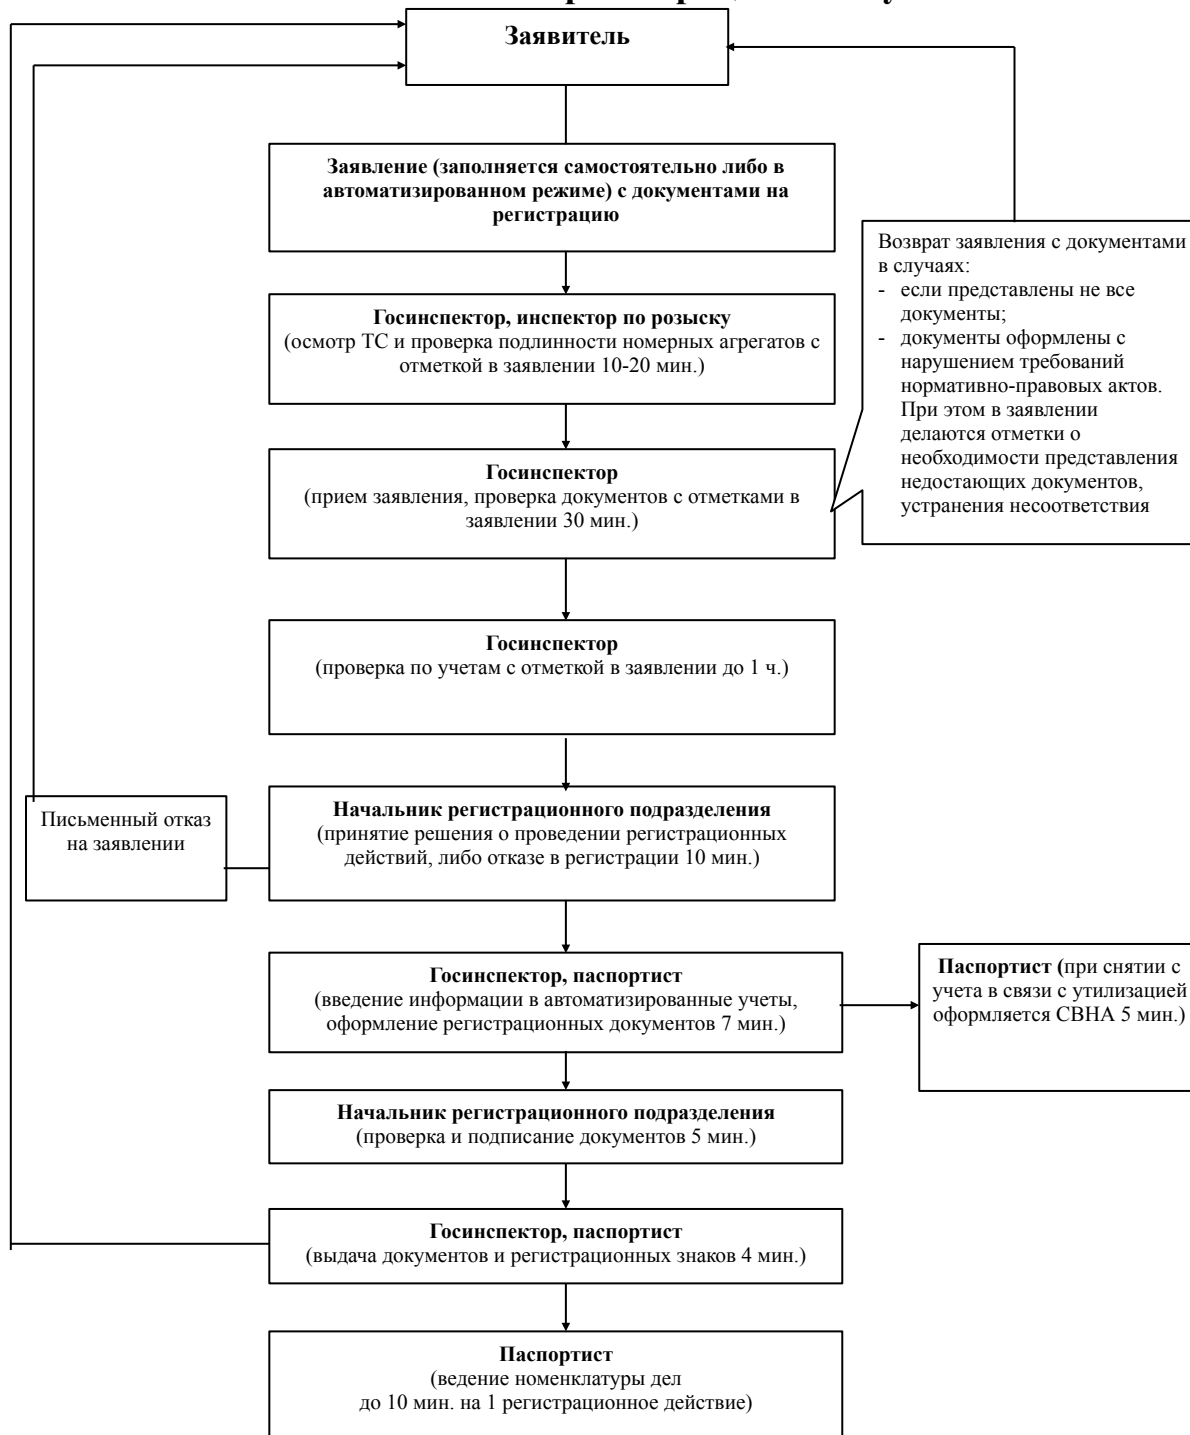 Заявитель
Заявление (заполняется самостоятельно либо в
автоматизированном режиме) с документами на
регистрацию
Возврат заявления с документами
в случаях:
- если представлены не все
документы;
- документы оформлены с
нарушением требований
нормативно-правовых актов.
При этом в заявлении
делаются отметки о
необходимости представления
недостающих документов,
устранения несоответствия
Госинспектор, инспектор по розыску
(осмотр ТС и проверка подлинности номерных агрегатов с
отметкой в заявлении 10-20 мин.)
Госинспектор
(прием заявления, проверка документов с отметками в
заявлении 30 мин.)
Госинспектор
(проверка по учетам с отметкой в заявлении до 1 ч.)
Письменный отказ
на заявлении
Начальник регистрационного подразделения
(принятие решения о проведении регистрационных
действий, либо отказе в регистрации 10 мин.)
Госинспектор, паспортист
(введение информации в автоматизированные учеты,
оформление регистрационных документов 7 мин.)
Паспортист (при снятии с
учета в связи с утилизацией
оформляется СВНА 5 мин.)
Начальник регистрационного подразделения
(проверка и подписание документов 5 мин.)
Госинспектор, паспортист
(выдача документов и регистрационных знаков 4 мин.)
Паспортист
(ведение номенклатуры дел
до 10 мин. на 1 регистрационное действие)